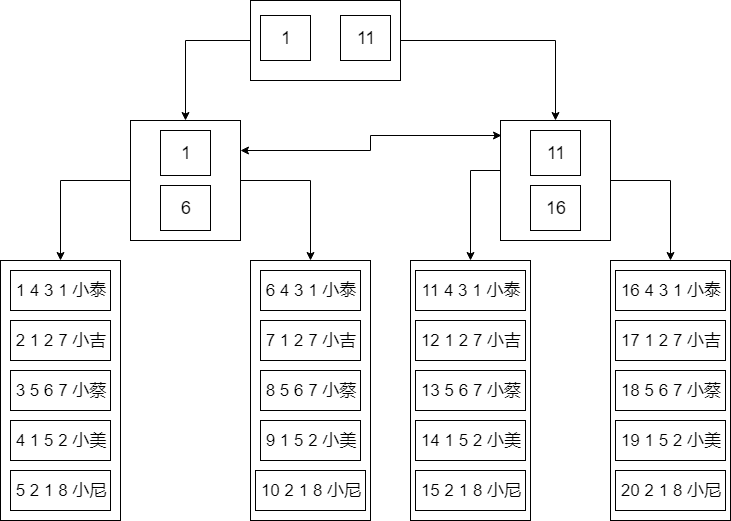 1
11
1
6
11
16
1 4 3 1 小泰
2 1 2 7 小吉
3 5 6 7 小蔡
4 1 5 2 小美
5 2 1 8 小尼
6 4 3 1 小泰
7 1 2 7 小吉
8 5 6 7 小蔡
9 1 5 2 小美
10 2 1 8 小尼
11 4 3 1 小泰
12 1 2 7 小吉
13 5 6 7 小蔡
14 1 5 2 小美
15 2 1 8 小尼
16 4 3 1 小泰
17 1 2 7 小吉
18 5 6 7 小蔡
19 1 5 2 小美
20 2 1 8 小尼